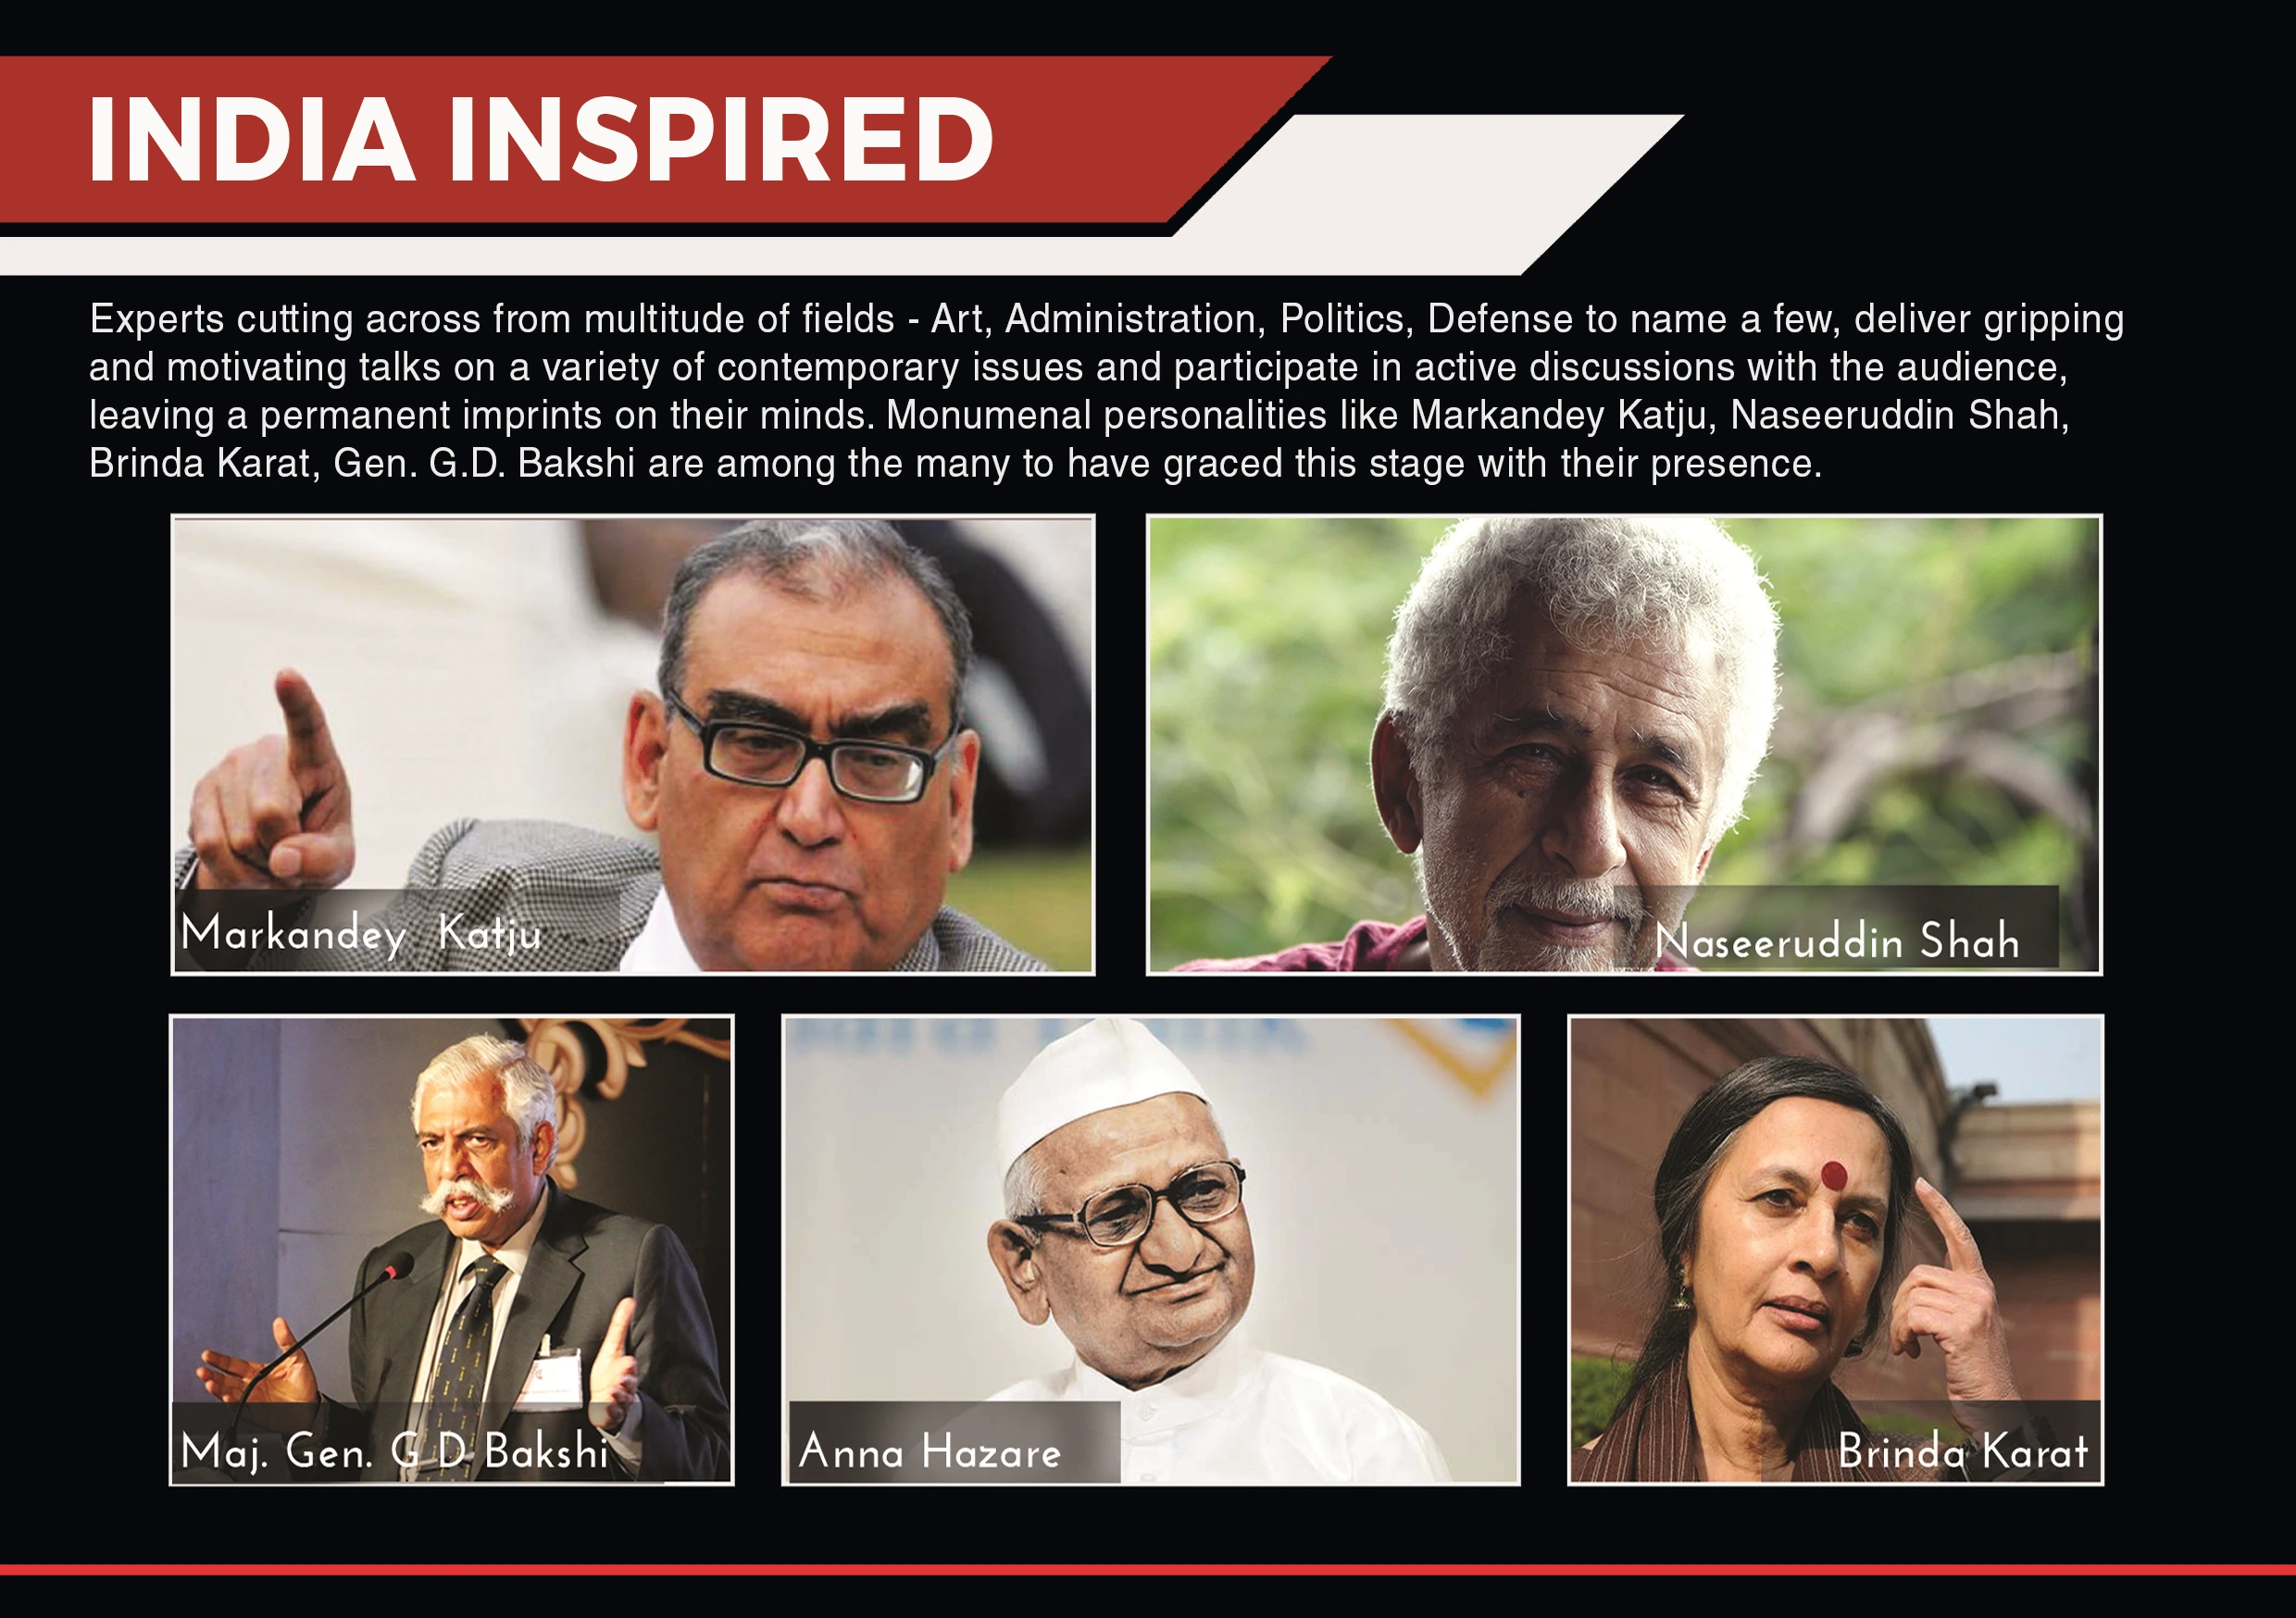 INDIA INSPIRED
Experts cutting across from multitude of fields - Art, Administration, Politics, Defense to name a few, deliver gripping
and motivating talks on a variety of contemporary issues and participate in active discussions with the audience,
leaving a permanent imprints on their minds. Monumenal personalities like Markandey Katju, Naseeruddin Shah,
Brinda Karat, Gen. G.D. Bakshi are among the many to have graced this stage with their presence.
Markandey Katju
Naseeruddin Shah
Maj. Gen. G D Bakshi
Anna Hazare
Brinda Karat